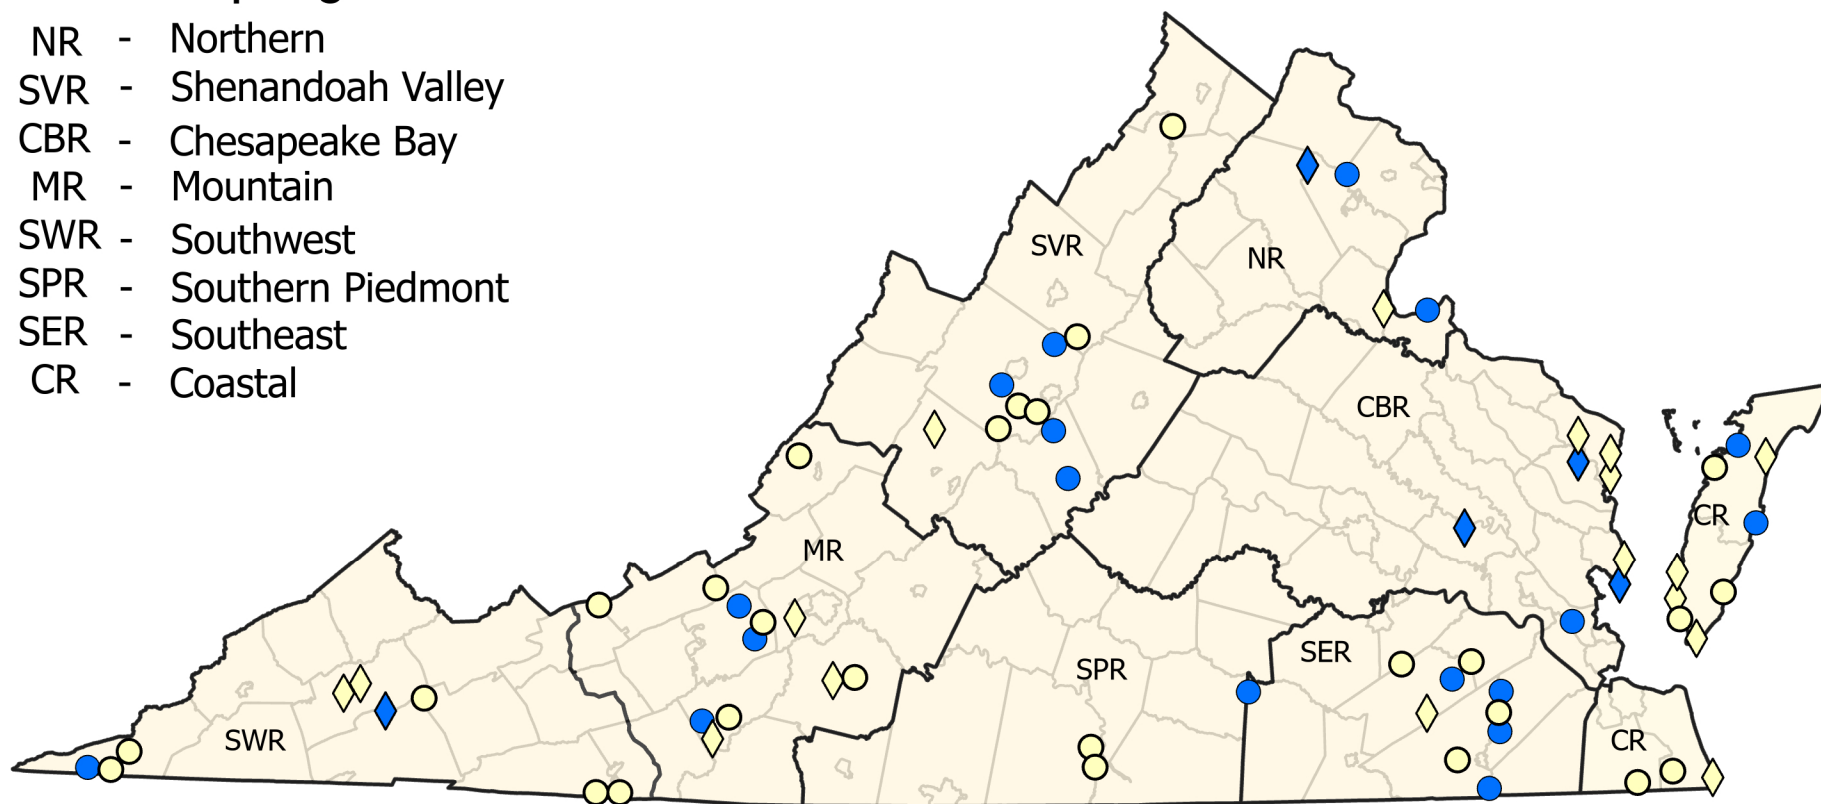 NR - Northern
SVR - Shenandoah Valley
CBR - Chesapeake Bay
MR - Mountain
SWR - Southwest
SPR - Southern Piedmont
SER - Southeast
CR - Coastal
SVR
NR
CBR
CR
MR
SER
SPR
SWR
CR